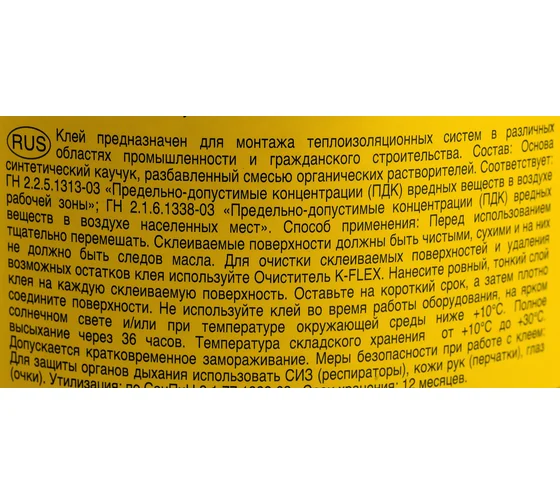 RUS Клей предназначен для монтажа теплоизоляционных систем в различных
областях промышленности и гражданского строительства. Состав: Основа
синтетический каучук, разбавленный смесью органических растворителей. Соответствует:
ГН 2.2.5.1313-03 «Предельно-допустимые концентрации (ПДК) вредных веществ в воздухе
рабочей зоны»; ГН 2.1.6.1338-03 «Предельно-допустимые концентрации (ПДК) вредных
веществ в воздухе населенных мест». Способ применения: Перед использованием
тщательно перемешать. Склеиваемые поверхности должны быть чистыми, сухими и на них
не должно быть следов масла. Для очистки склеиваемых поверхностей и удаления
возможных остатков клея используйте Очиститель K-FLEX. Нанесите ровный, тонкий слой
клея на каждую склеиваемую поверхность. Оставьте на короткий срок, а затем плотно
соедините поверхности. Не используйте клей во время работы оборудования, на ярком
солнечном свете и/или при температуре окружающей среды ниже +10°C. Полное
высыхание через 36 часов. Температура складского хранения от +10°C до +30°C.
Допускается кратковременное замораживание. Меры безопасности при работе с клеем:
Для защиты органов дыхания использовать СИЗ (респираторы), кожи рук (перчатки), глаз
(очки). Утилизация: по СанПиН 12 месяцев.